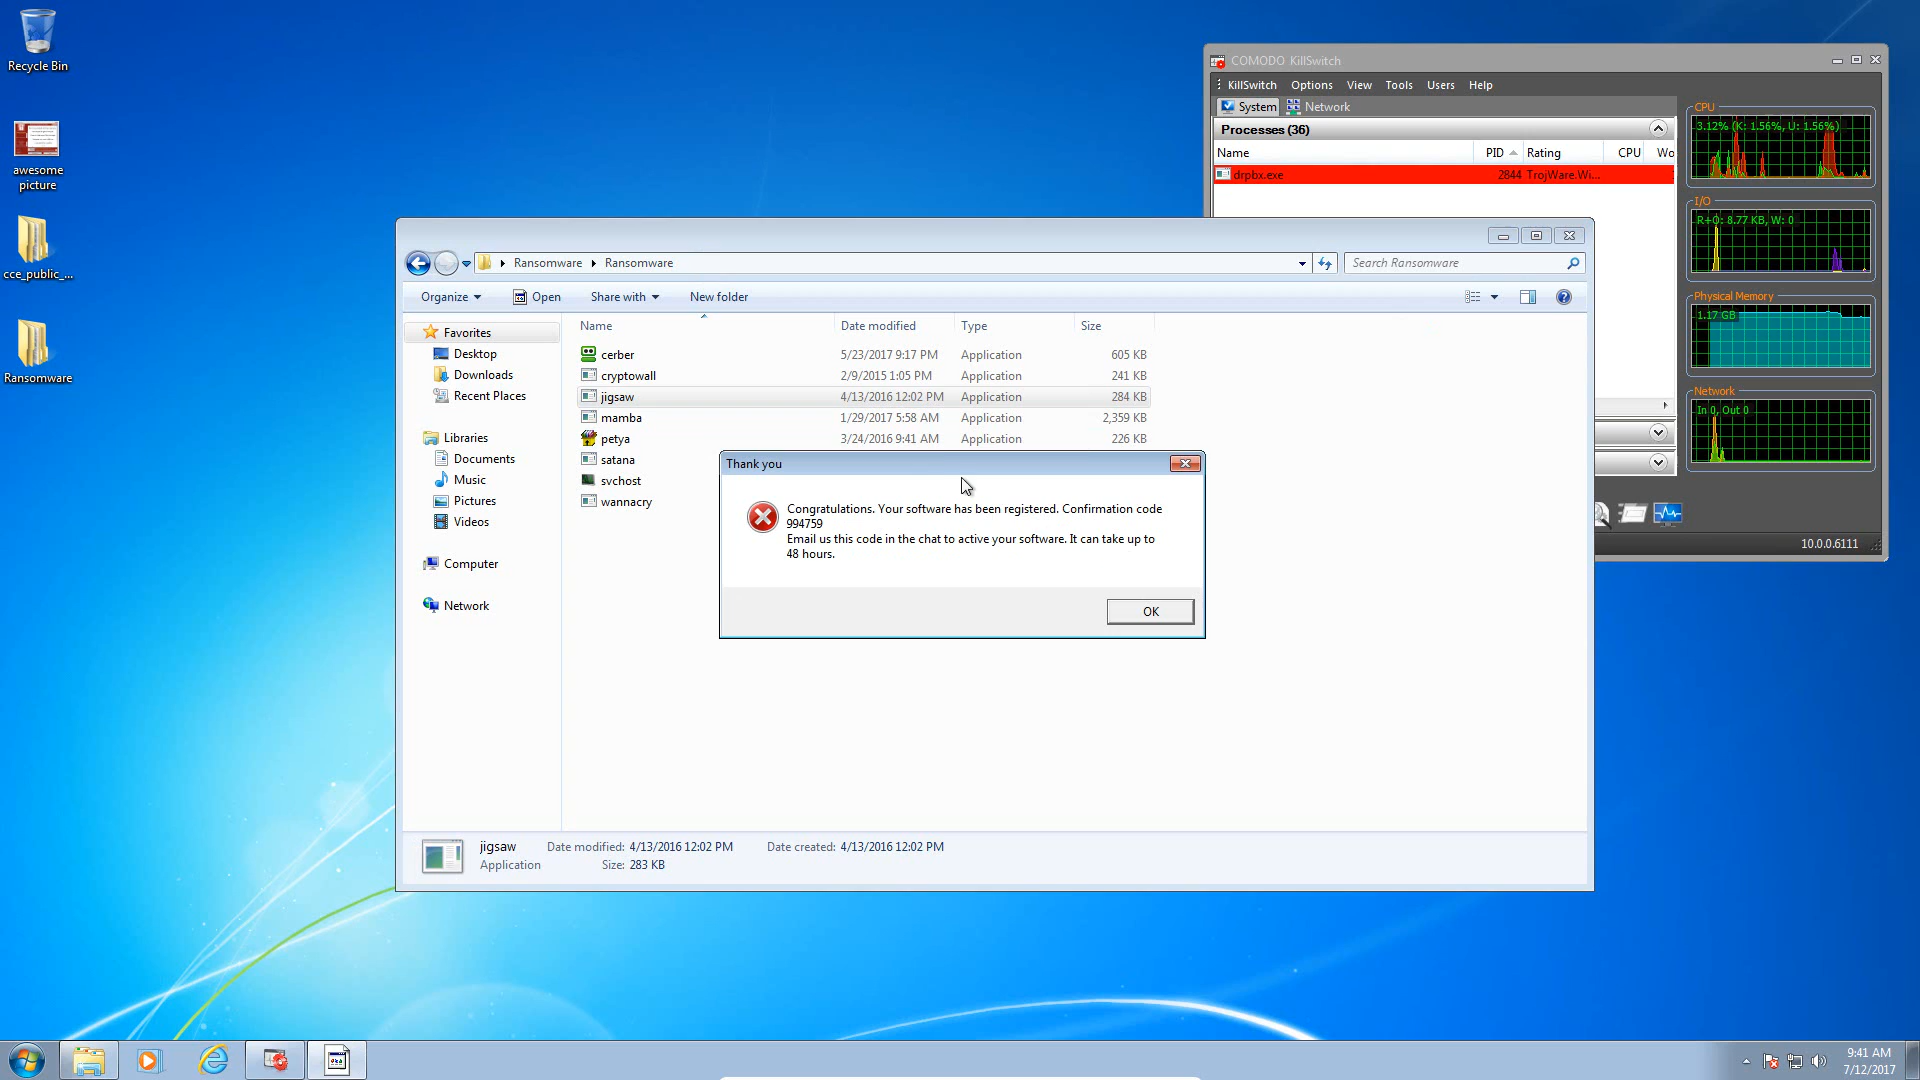 Recycle Bin
awesome
picture
cce_public_...
Ransomware
COMODO KillSwitch
KillSwitch Options View Tools Users Help
System Network
Processes (36)
Name PID Rating CPU Wo
drpbx.exe 2844 TrojWare.Wi...
CPU
3.12% (K: 1.56%, U: 1.56%)
I/O
R+O: 8.77 KB, W: 0
Physical Memory
1.17 GB
Network
In 0, Out 0
10.0.0.6111
Ransomware Ransomware
Search Ransomware
Organize Open Share with New folder
Favorites
Desktop
Downloads
Recent Places
Libraries
Documents
Music
Pictures
Videos
Computer
Network
Name Date modified Type Size
cerber 5/23/2017 9:17 PM Application 605 KB
cryptowall 2/9/2015 1:05 PM Application 241 KB
jigsaw 4/13/2016 12:02 PM Application 284 KB
mamba 1/29/2017 5:58 AM Application 2,359 KB
petya 3/24/2016 9:41 AM Application 226 KB
satana
svchost
wannacry
Thank you
Congratulations. Your software has been registered. Confirmation code
994759
Email us this code in the chat to active your software. It can take up to
48 hours.
OK
jigsaw Date modified: 4/13/2016 12:02 PM Date created: 4/13/2016 12:02 PM
Application Size: 283 KB
9:41 AM
7/12/2017